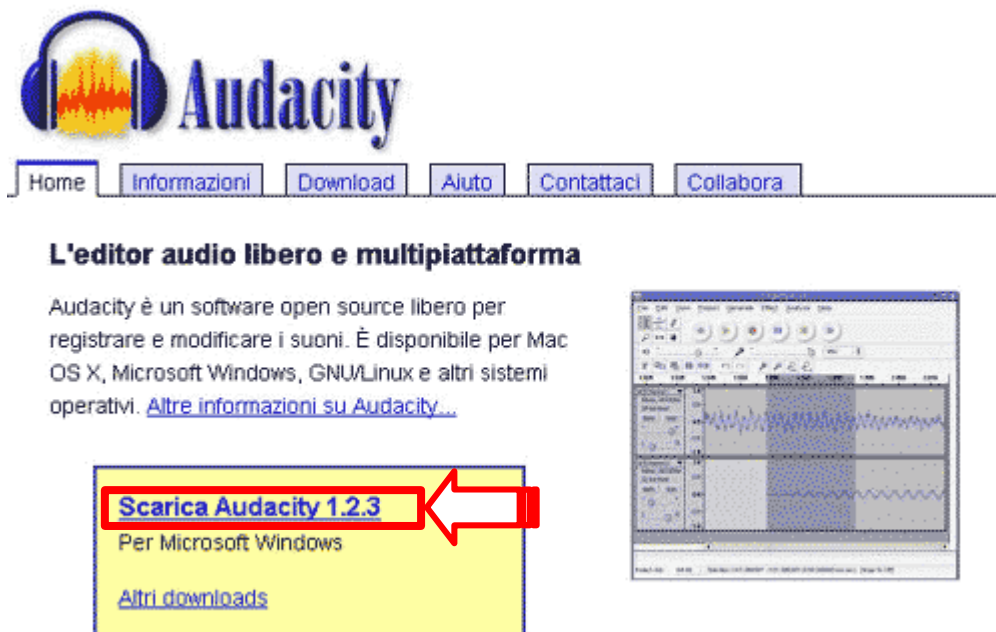 Audacity
Home Informazioni Download Aiuto Contattaci Collabora
L'editor audio libero e multipiattaforma
Audacity è un software open source libero per
registrare e modificare i suoni. È disponibile per Mac
OS X, Microsoft Windows, GNU/Linux e altri sistemi
operativi. Altre informazioni su Audacity...
Scarica Audacity 1.2.3
Per Microsoft Windows
Altri downloads